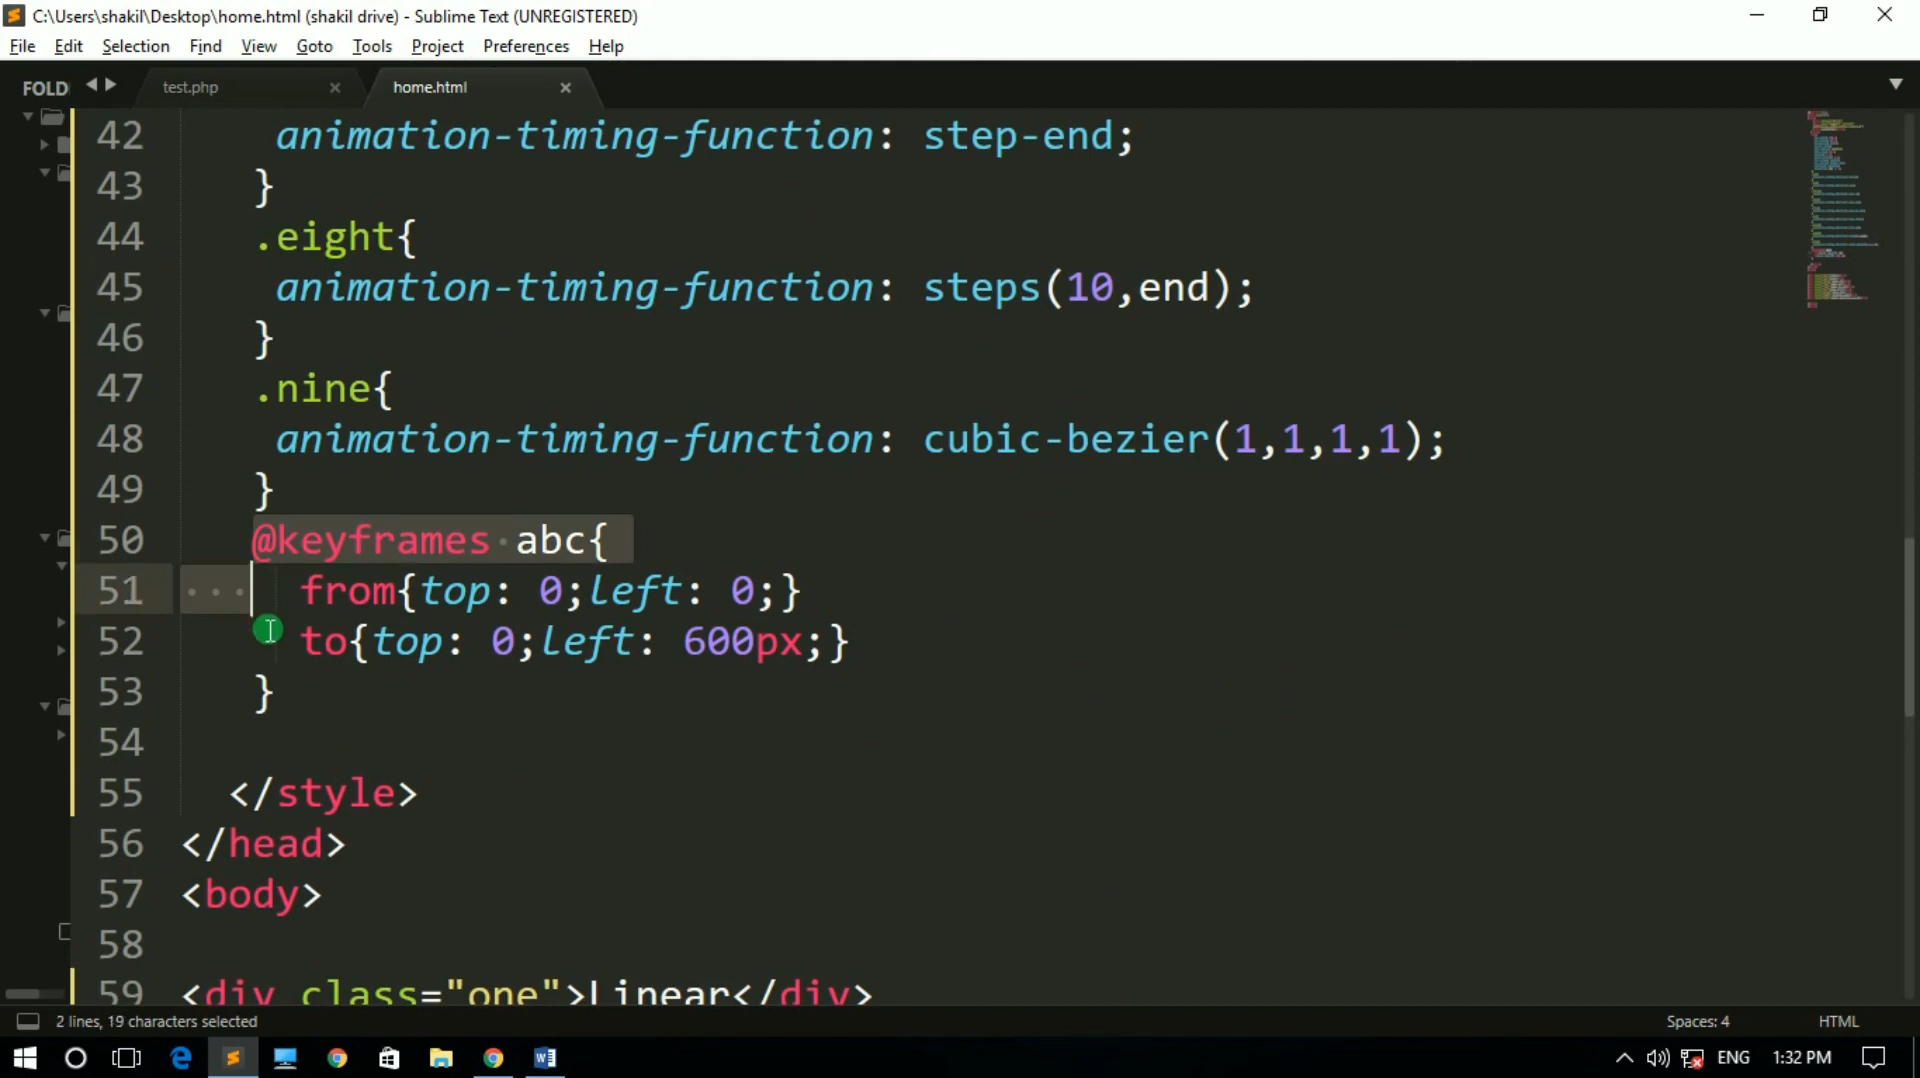 C:\Users\shakil\Desktop\home.html (shakil drive) - Sublime Text (UNREGISTERED)
File Edit Selection Find View Goto Tools Project Preferences Help
FOLD
test.php
home.html
42 animation-timing-function: step-end;
43 }
44 .eight{
45 animation-timing-function: steps(10,end);
46 }
47 .nine{
48 animation-timing-function: cubic-bezier(1,1,1,1);
49 }
50 @keyframes abc{
51 from{top: 0;left: 0;}
52 to{top: 0;left: 600px;}
53 }
54
55 </style>
56 </head>
57 <body>
58
59 <div class="one">Linear</div>
2 lines, 19 characters selected
Spaces: 4
HTML
ENG
1:32 PM